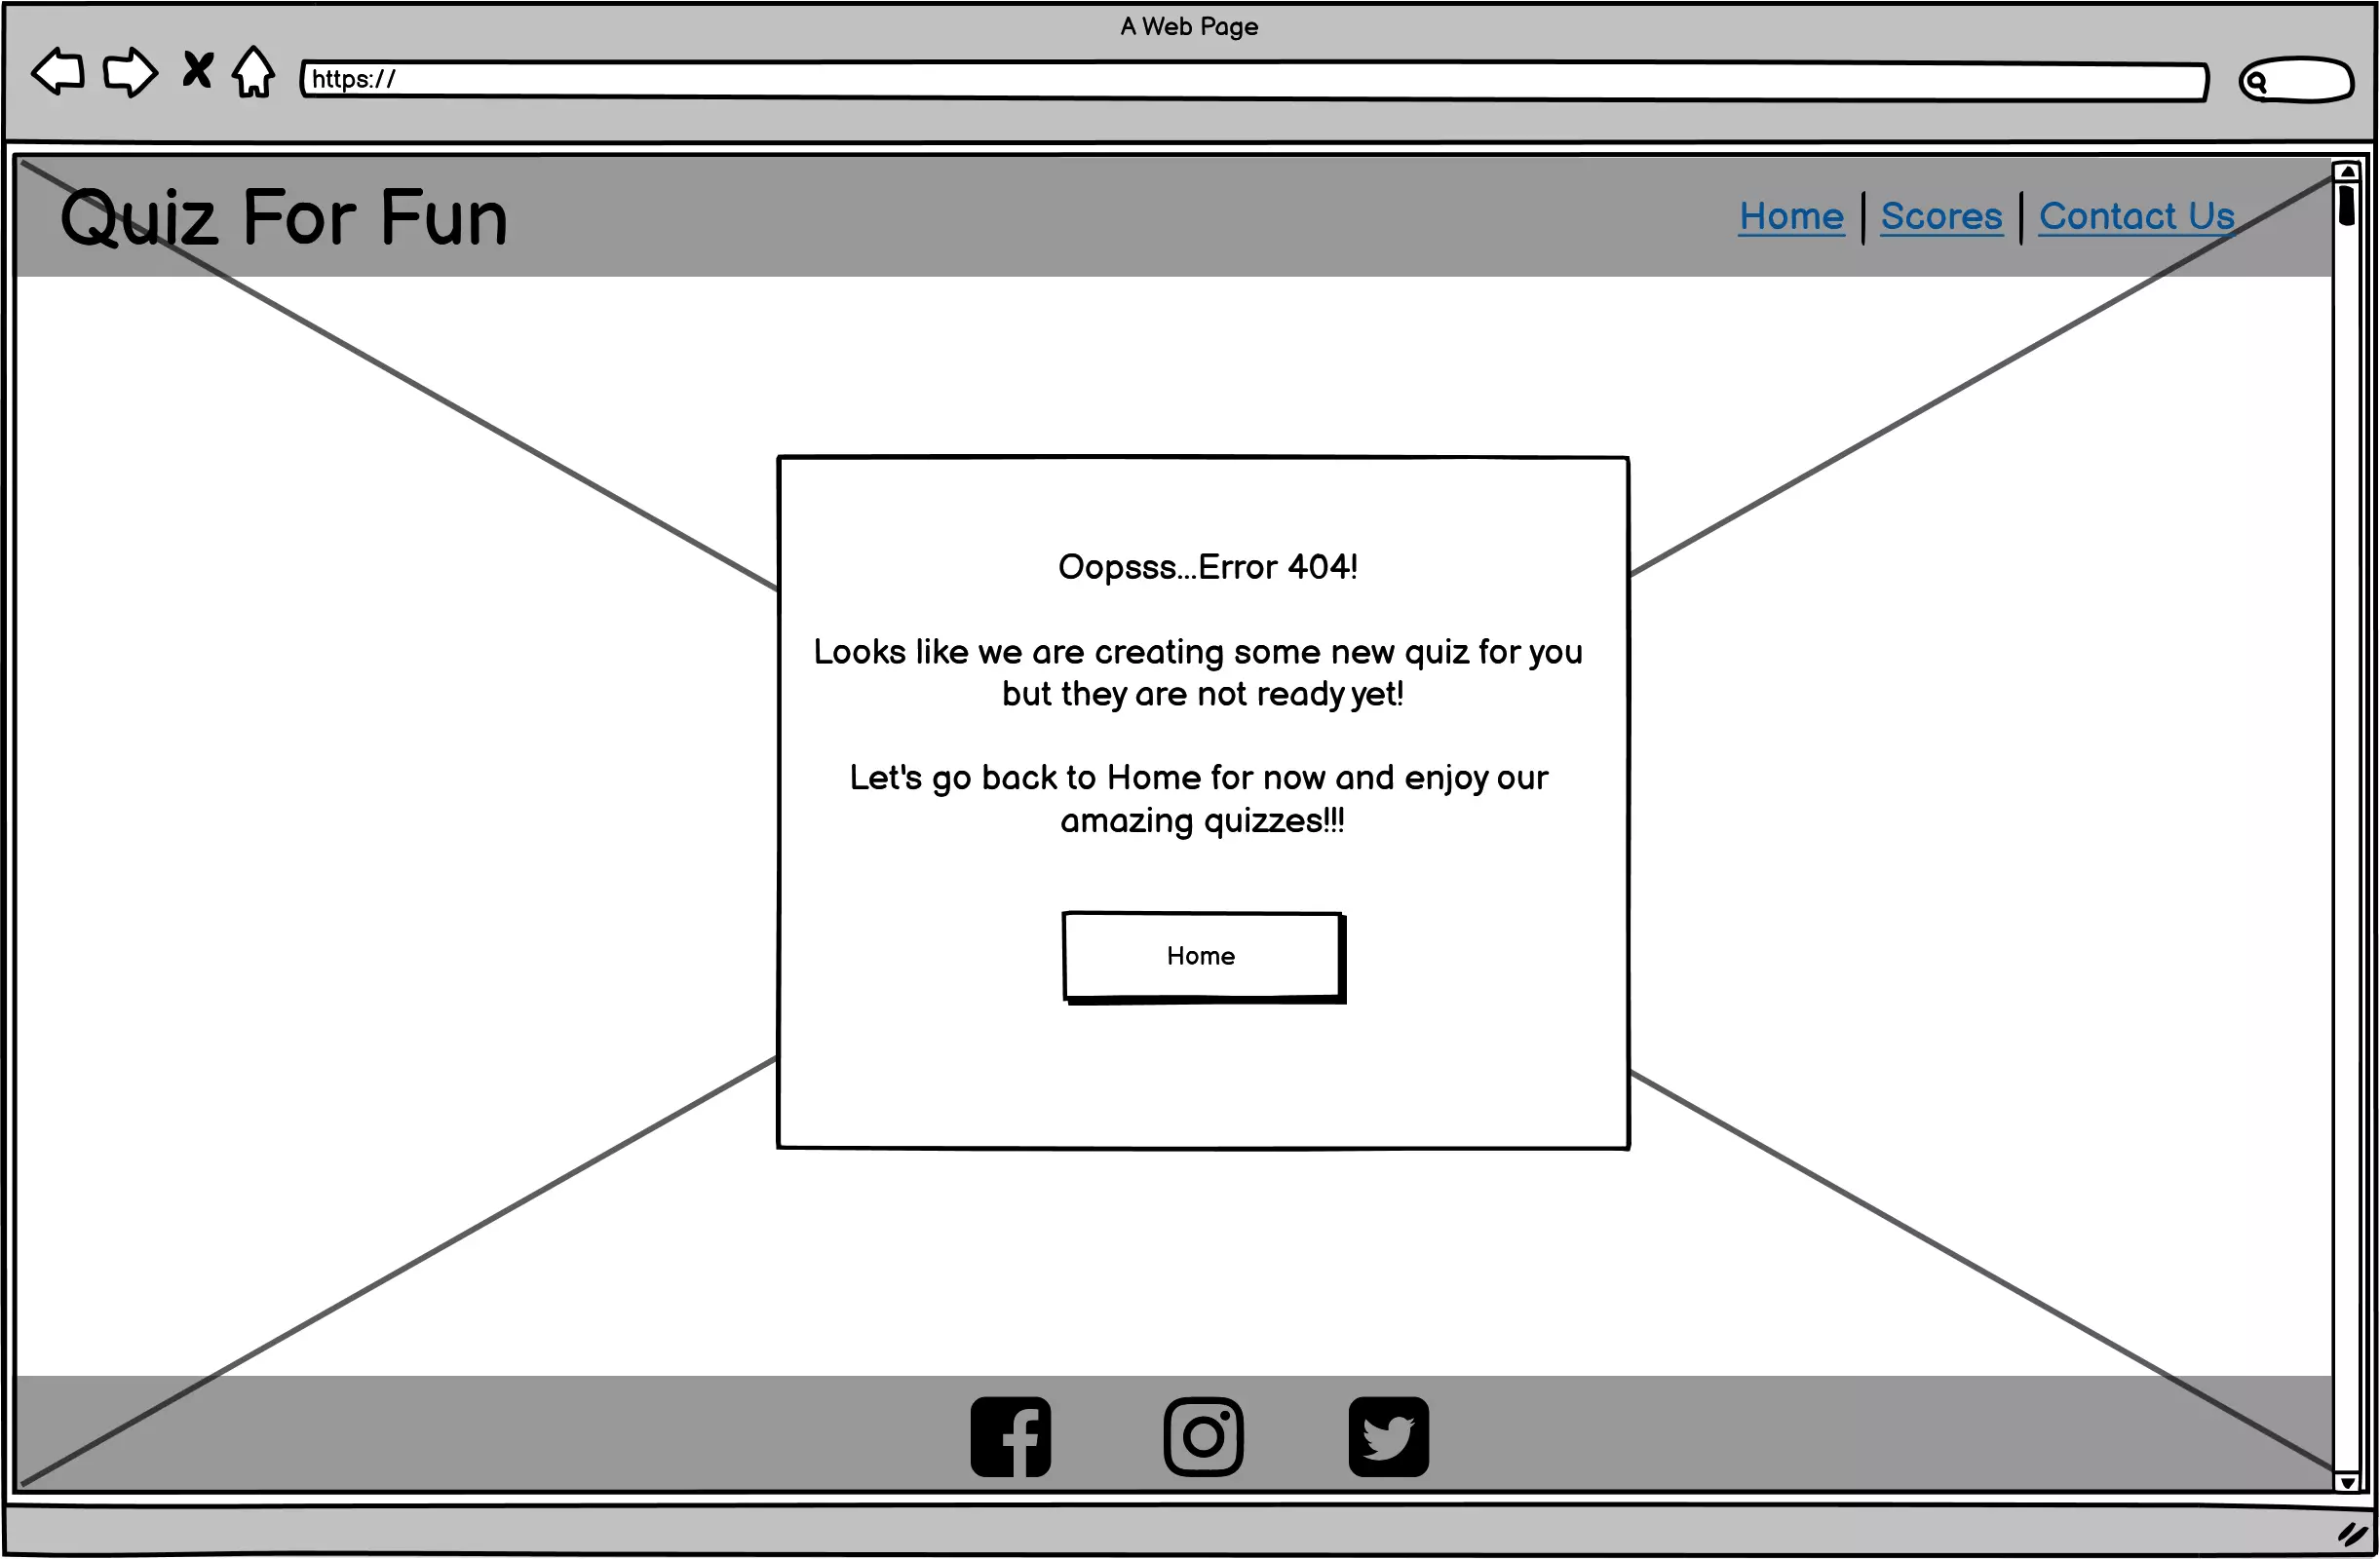 A Web Page
https://
Quiz For Fun
Home | Scores | Contact Us
Oopsss...Error 404!
Looks like we are creating some new quiz for you
but they are not ready yet!
Let's go back to Home for now and enjoy our
amazing quizzes!!!
Home